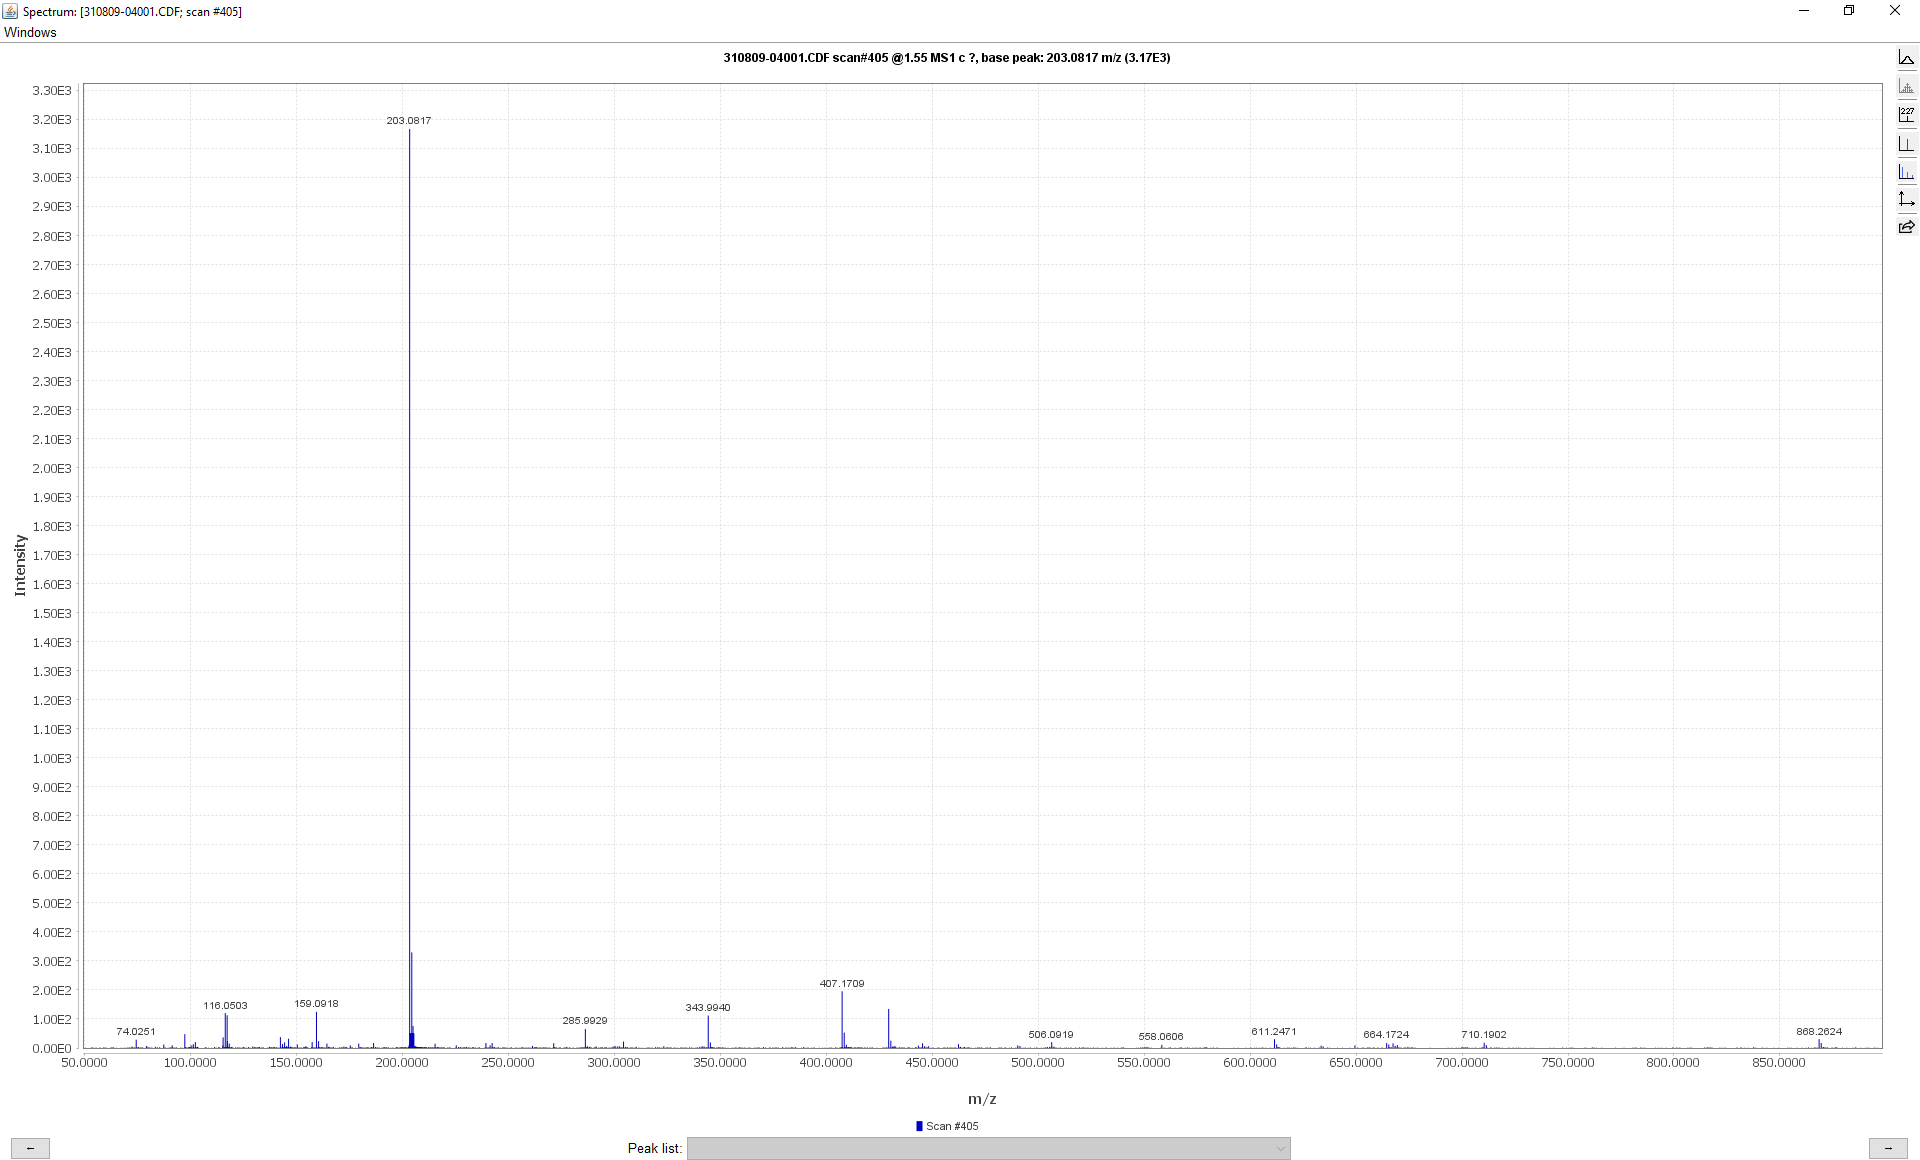 Spectrum: [310809-04001.CDF; scan #405]
Windows
310809-04001.CDF scan#405 @1.55 MS1 c ?, base peak: 203.0817 m/z (3.17E3)
227
3.30E3
3.20E3
3.10E3
3.00E3
2.90E3
2.80E3
2.70E3
2.60E3
2.50E3
2.40E3
2.30E3
2.20E3
2.10E3
2.00E3
1.90E3
1.80E3
1.70E3
1.60E3
1.50E3
1.40E3
1.30E3
1.20E3
1.10E3
1.00E3
9.00E2
8.00E2
7.00E2
6.00E2
5.00E2
4.00E2
3.00E2
2.00E2
1.00E2
0.00E0
Intensity
203.0817
407.1709
116.0503 159.0918
343.9940
285.9929
74.0251
506.0919 558.0606 611.2471 664.1724 710.1902 868.2624
50.0000 100.0000 150.0000 200.0000 250.0000 300.0000 350.0000 400.0000 450.0000 500.0000 550.0000 600.0000 650.0000 700.0000 750.0000 800.0000 850.0000
m/z
Scan #405
Peak list: